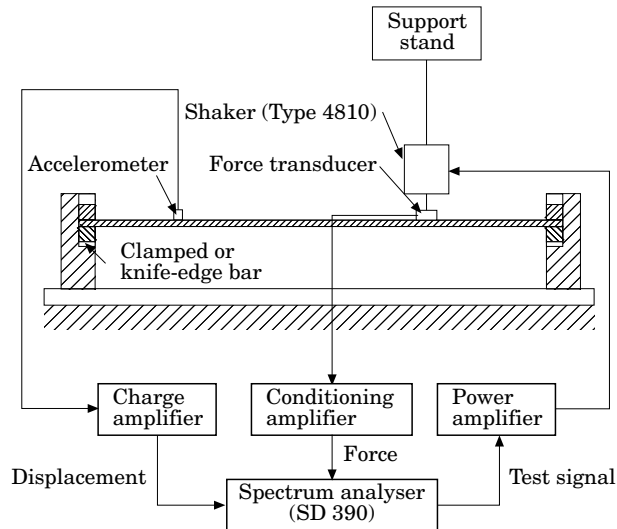 Support
stand
Shaker (Type 4810)
Accelerometer
Force transducer
Clamped or
knife-edge bar
Charge
amplifier
Conditioning
amplifier
Power
amplifier
Displacement
Force
Test signal
Spectrum analyser
(SD 390)